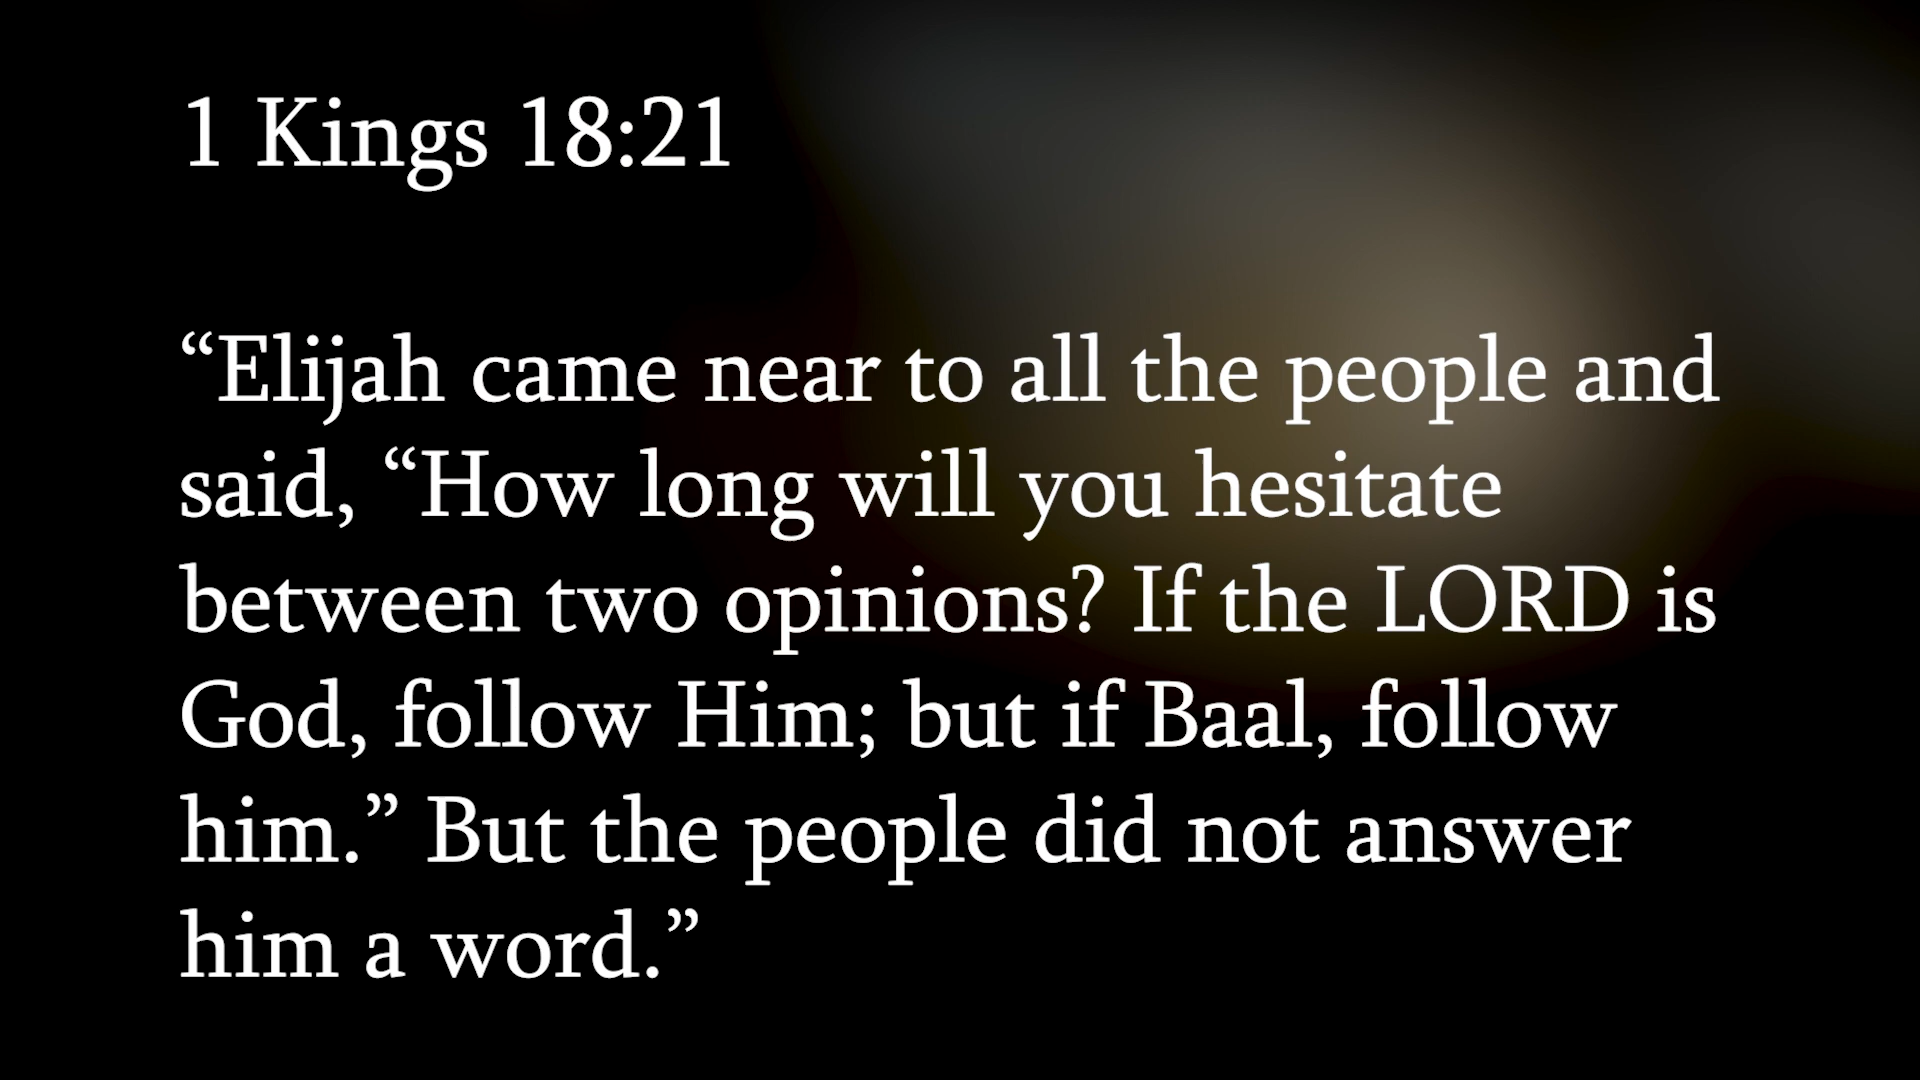 1 Kings 18:21
“Elijah came near to all the people and
said, “How long will you hesitate
between two opinions? If the LORD is
God, follow Him; but if Baal, follow
him.” But the people did not answer
him a word.”